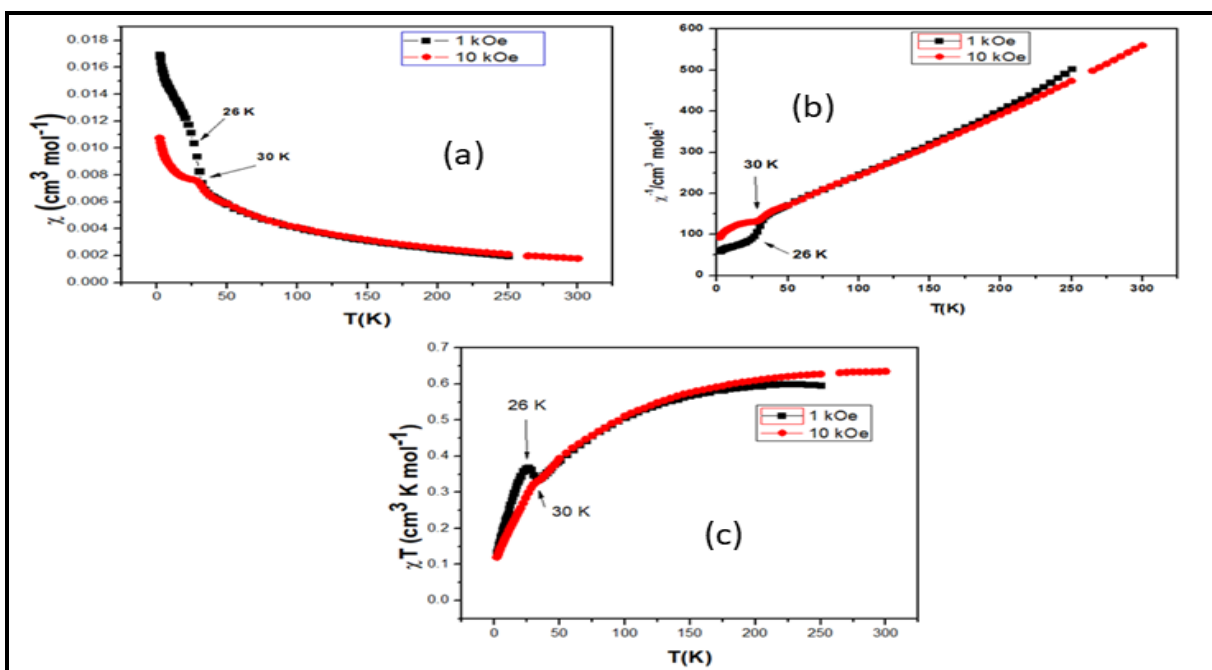 0.018
0.016
0.014
0.012
0.010
0.008
0.006
0.004
0.002
0.000
χ (cm³ mol⁻¹)
1 kOe
10 kOe
26 K
30 K
(a)
0 50 100 150 200 250 300
T(K)
600
500
400
300
200
100
0
χ⁻¹/cm³ mole⁻¹
1 kOe
10 kOe
(b)
30 K
26 K
0 50 100 150 200 250 300
T(K)
0.7
0.6
0.5
0.4
0.3
0.2
0.1
0.0
χT (cm³ K mol⁻¹)
26 K
30 K
1 kOe
10 kOe
(c)
0 50 100 150 200 250 300
T(K)